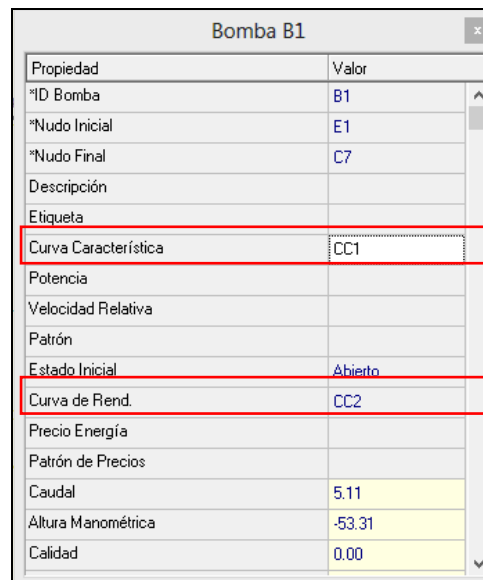 Bomba B1
x
Propiedad Valor
*ID Bomba B1
*Nudo Inicial E1
*Nudo Final C7
Descripción
Etiqueta
Curva Característica CC1
Potencia
Velocidad Relativa
Patrón
Estado Inicial Abierto
Curva de Rend. CC2
Precio Energía
Patrón de Precios
Caudal 5.11
Altura Manométrica -53.31
Calidad 0.00